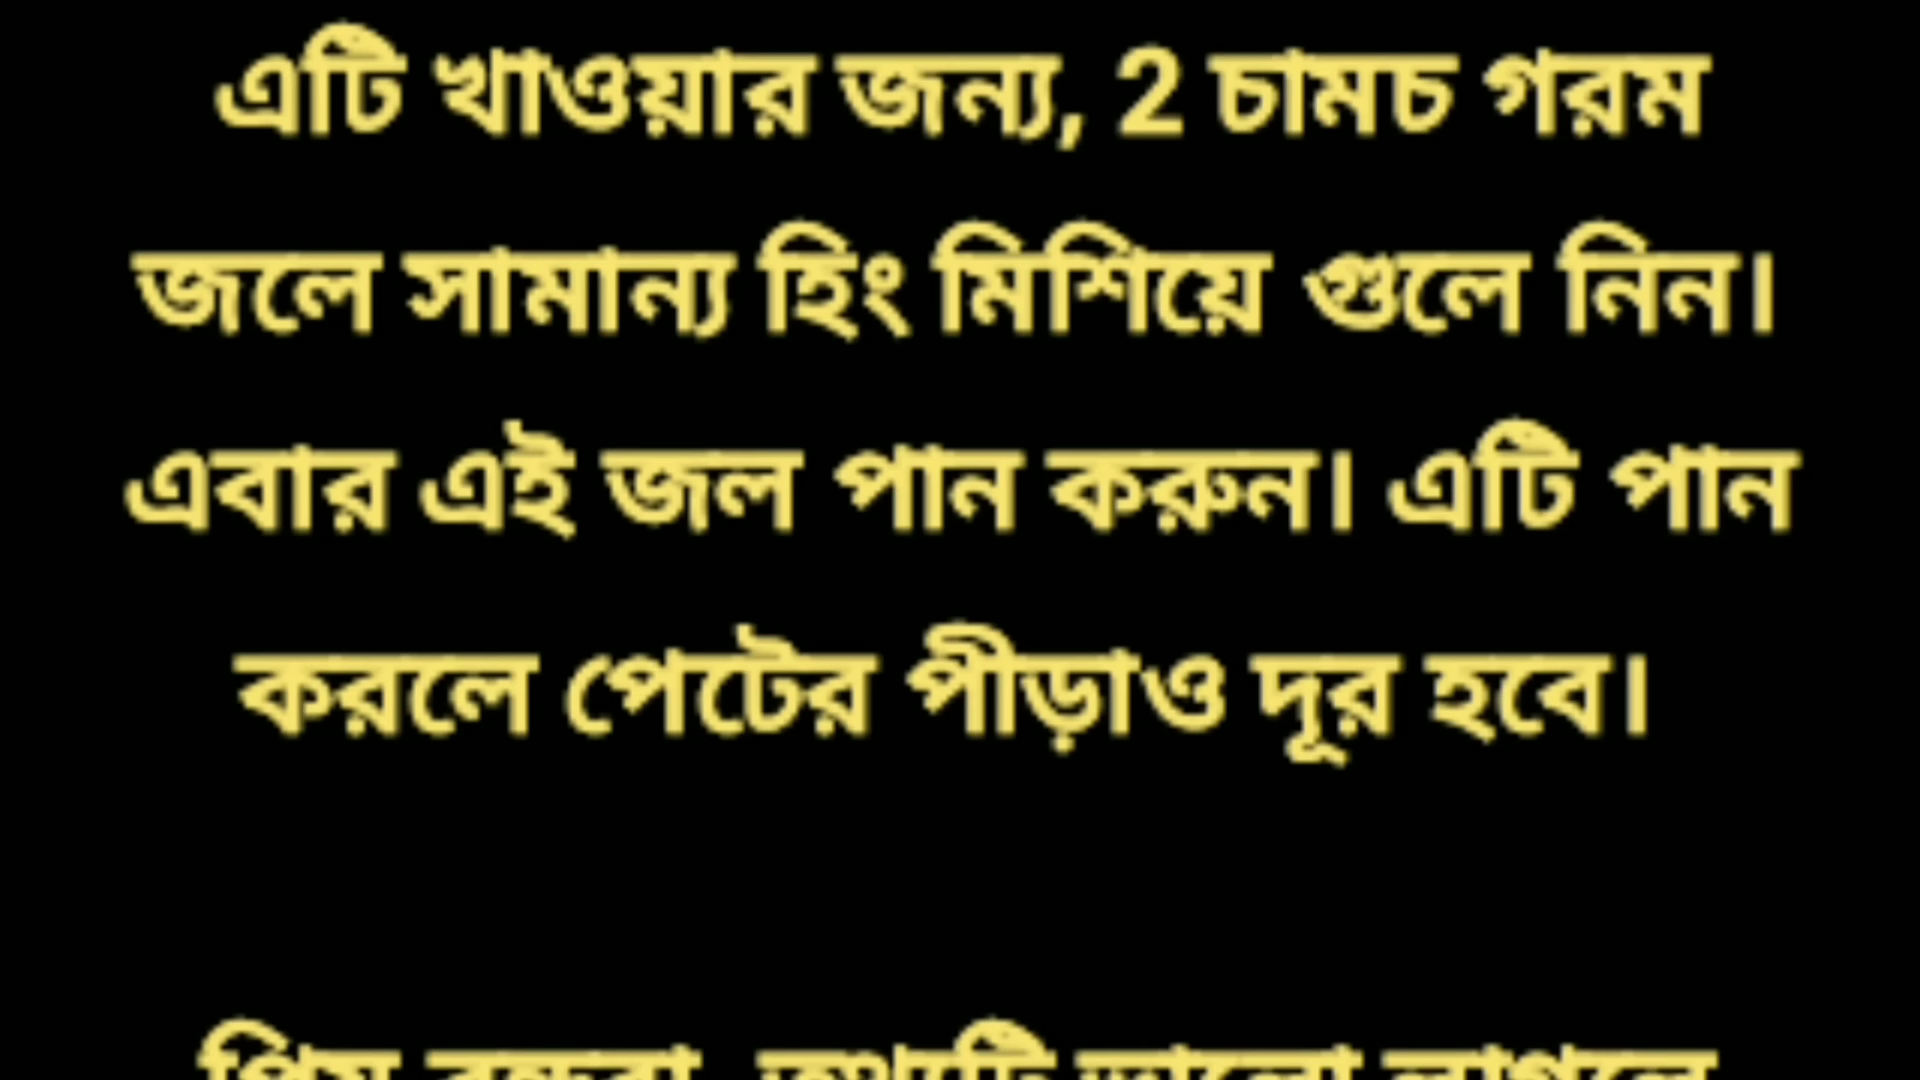 এটি খাওয়ার জন্য, 2 চামচ গরম
জলে সামান্য হিং মিশিয়ে গুলে নিন।
এবার এই জল পান করুন। এটি পান
করলে পেটের পীড়াও দূর হবে।